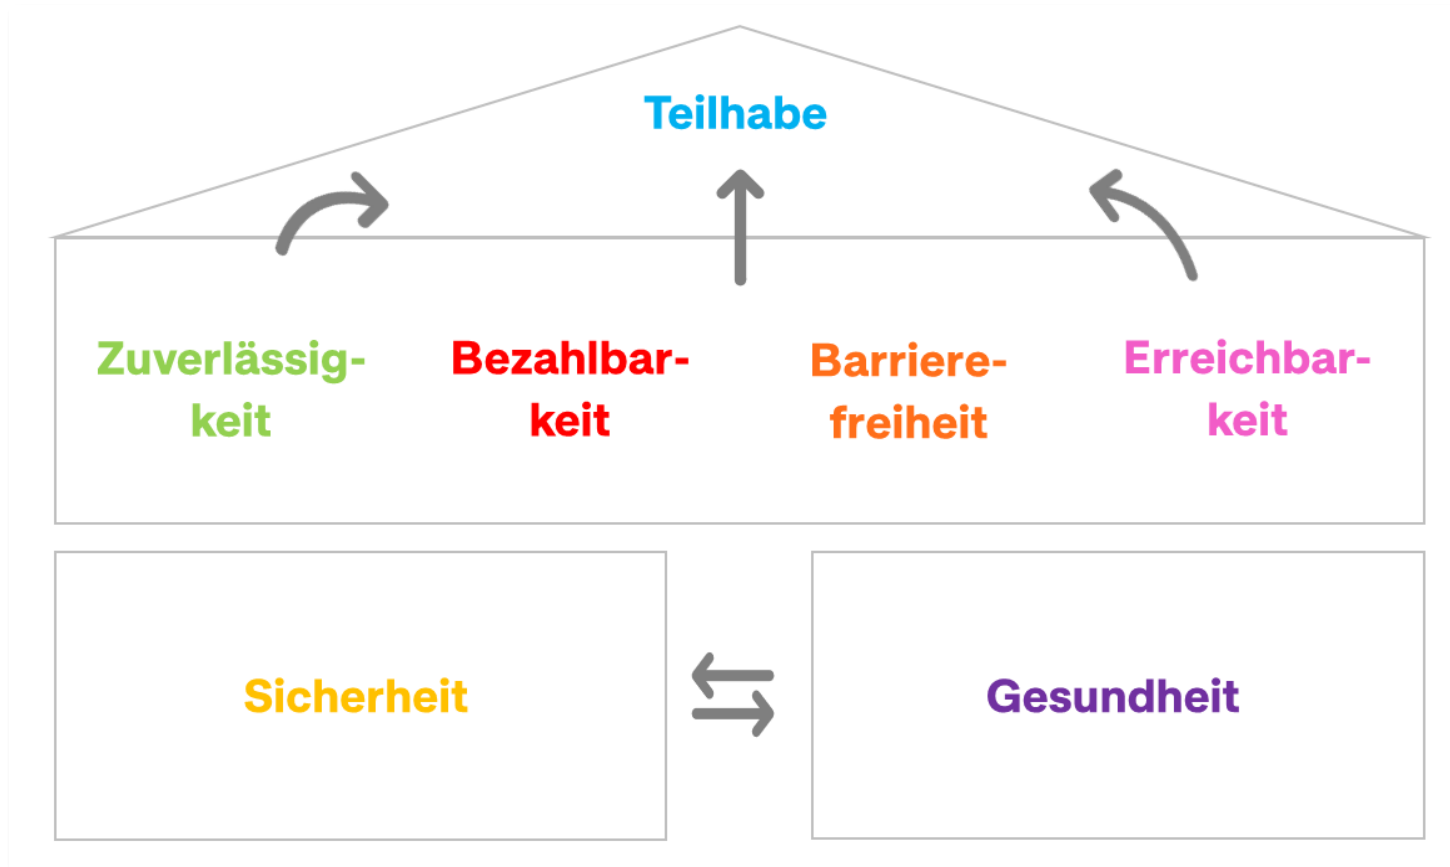 Teilhabe
Zuverlässig-
keit
Bezahlbar-
keit
Barriere-
freiheit
Erreichbar-
keit
Sicherheit
Gesundheit